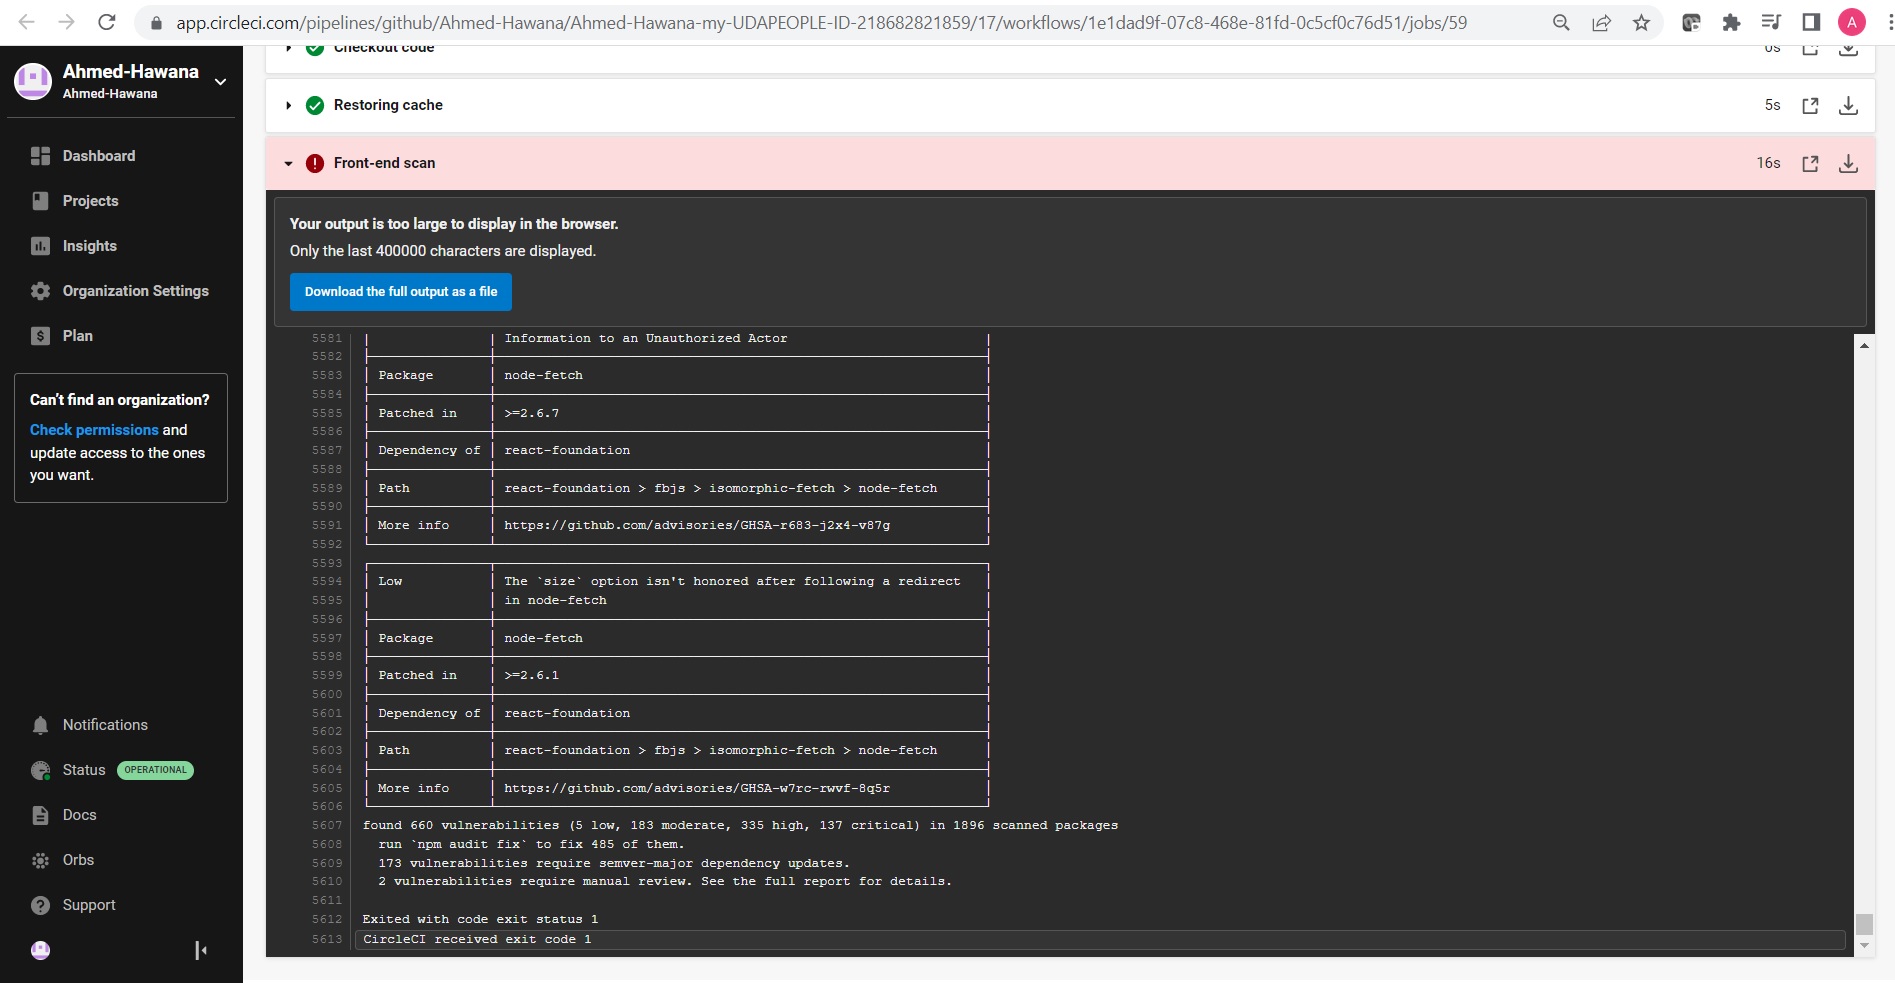 app.circleci.com/pipelines/github/Ahmed-Hawana/Ahmed-Hawana-my-UDAPEOPLE-ID-218682821859/17/workflows/1e1dad9f-07c8-468e-81fd-0c5cf0c76d51/jobs/59
A
Ahmed-Hawana
Ahmed-Hawana
Dashboard
Projects
Insights
Organization Settings
Plan
Can't find an organization?
Check permissions and
update access to the ones
you want.
Notifications
Status OPERATIONAL
Docs
Orbs
Support
Checkout code 0s
Restoring cache 5s
Front-end scan 16s
Your output is too large to display in the browser.
Only the last 400000 characters are displayed.
Download the full output as a file
5581 Information to an Unauthorized Actor
5582
5583 Package node-fetch
5584
5585 Patched in >=2.6.7
5586
5587 Dependency of react-foundation
5588
5589 Path react-foundation > fbjs > isomorphic-fetch > node-fetch
5590
5591 More info https://github.com/advisories/GHSA-r683-j2x4-v87g
5592
5593
5594 Low The `size` option isn't honored after following a redirect
5595 in node-fetch
5596
5597 Package node-fetch
5598
5599 Patched in >=2.6.1
5600
5601 Dependency of react-foundation
5602
5603 Path react-foundation > fbjs > isomorphic-fetch > node-fetch
5604
5605 More info https://github.com/advisories/GHSA-w7rc-rwvf-8q5r
5606
5607 found 660 vulnerabilities (5 low, 183 moderate, 335 high, 137 critical) in 1896 scanned packages
5608 run `npm audit fix` to fix 485 of them.
5609 173 vulnerabilities require semver-major dependency updates.
5610 2 vulnerabilities require manual review. See the full report for details.
5611
5612 Exited with code exit status 1
5613 CircleCI received exit code 1